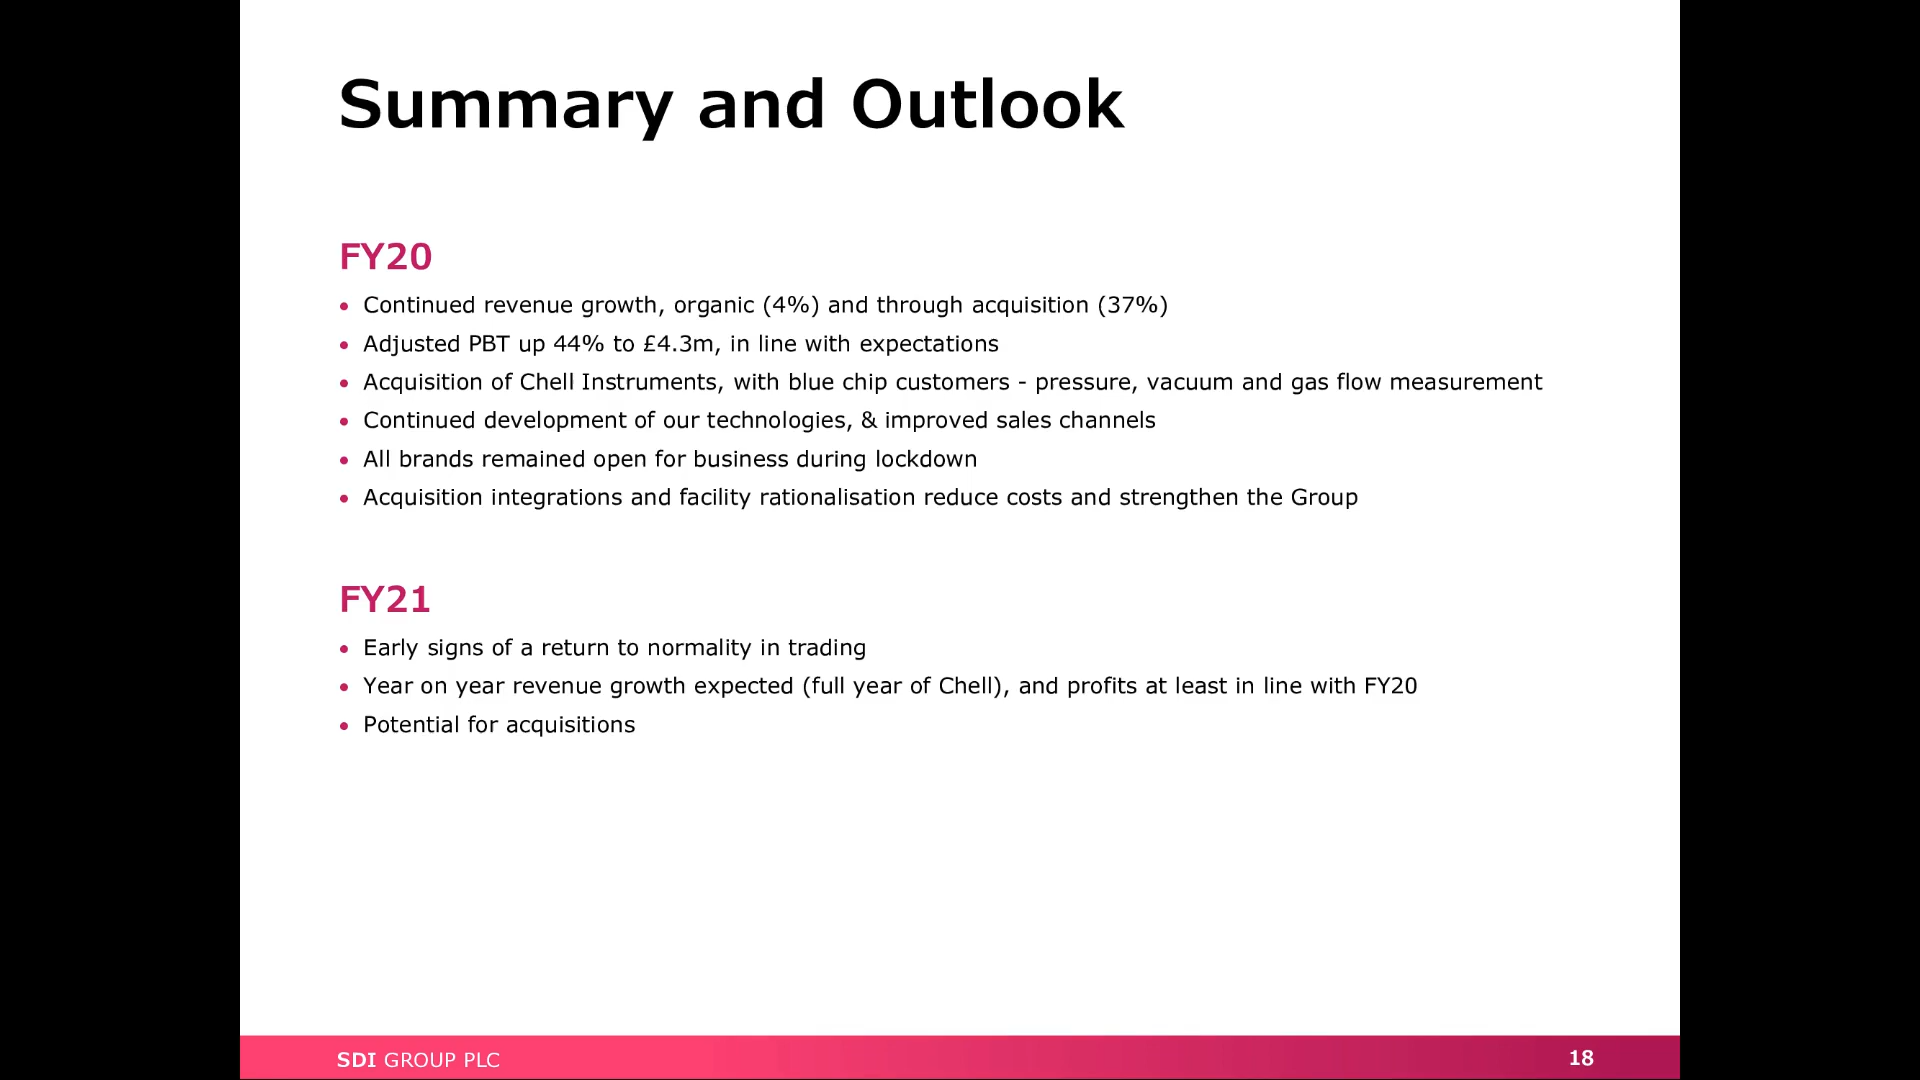 Summary and Outlook
FY20
• Continued revenue growth, organic (4%) and through acquisition (37%)
• Adjusted PBT up 44% to £4.3m, in line with expectations
• Acquisition of Chell Instruments, with blue chip customers - pressure, vacuum and gas flow measurement
• Continued development of our technologies, & improved sales channels
• All brands remained open for business during lockdown
• Acquisition integrations and facility rationalisation reduce costs and strengthen the Group
FY21
• Early signs of a return to normality in trading
• Year on year revenue growth expected (full year of Chell), and profits at least in line with FY20
• Potential for acquisitions
SDI GROUP PLC
18